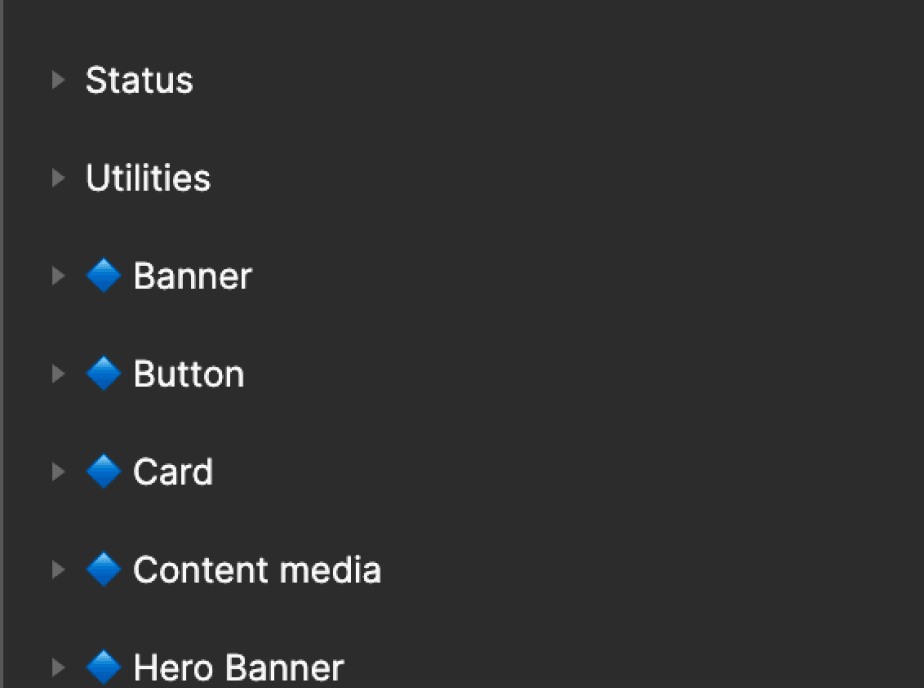 Status
Utilities
🔷 Banner
🔷 Button
🔷 Card
🔷 Content media
🔷 Hero Banner